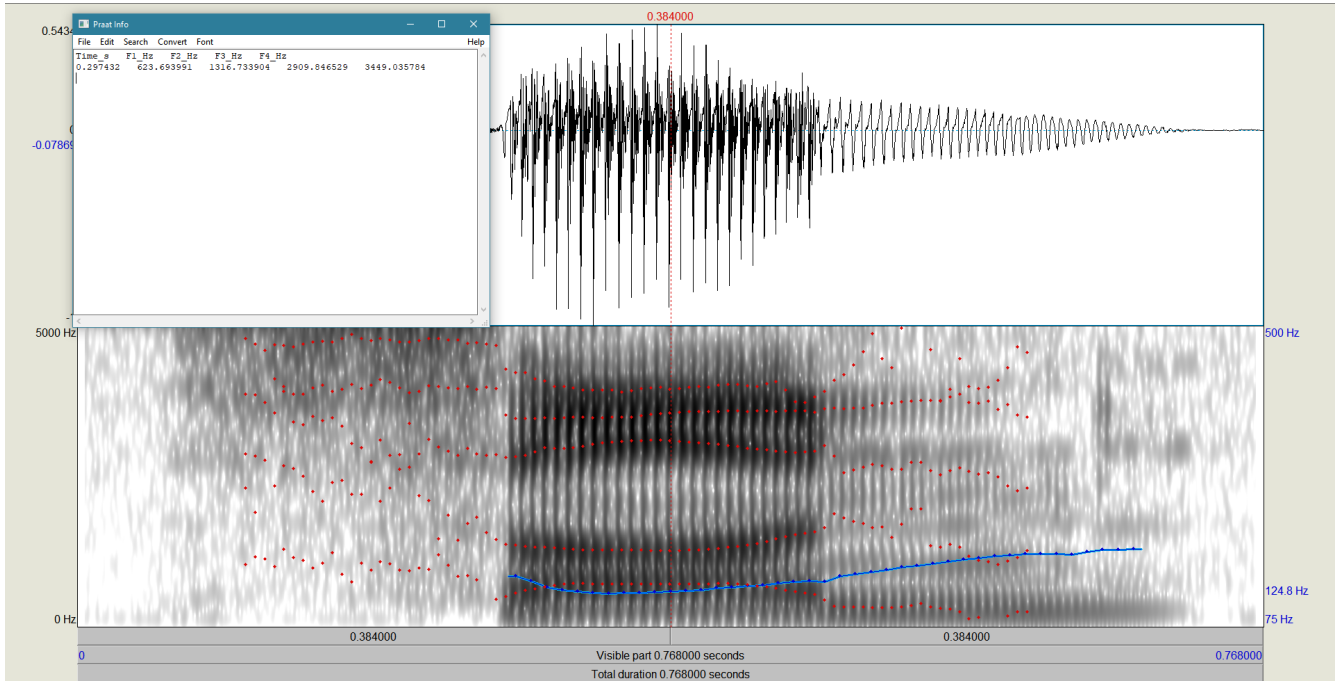 0.384000
Praat Info
File Edit Search Convert Font Help
Time_s F1_Hz F2_Hz F3_Hz F4_Hz
0.297432 623.693991 1316.733904 2909.846529 3449.035784
0.5434
-0.07869
5000 Hz
500 Hz
124.8 Hz
0 Hz
75 Hz
0.384000 0.384000
0 Visible part 0.768000 seconds 0.768000
Total duration 0.768000 seconds